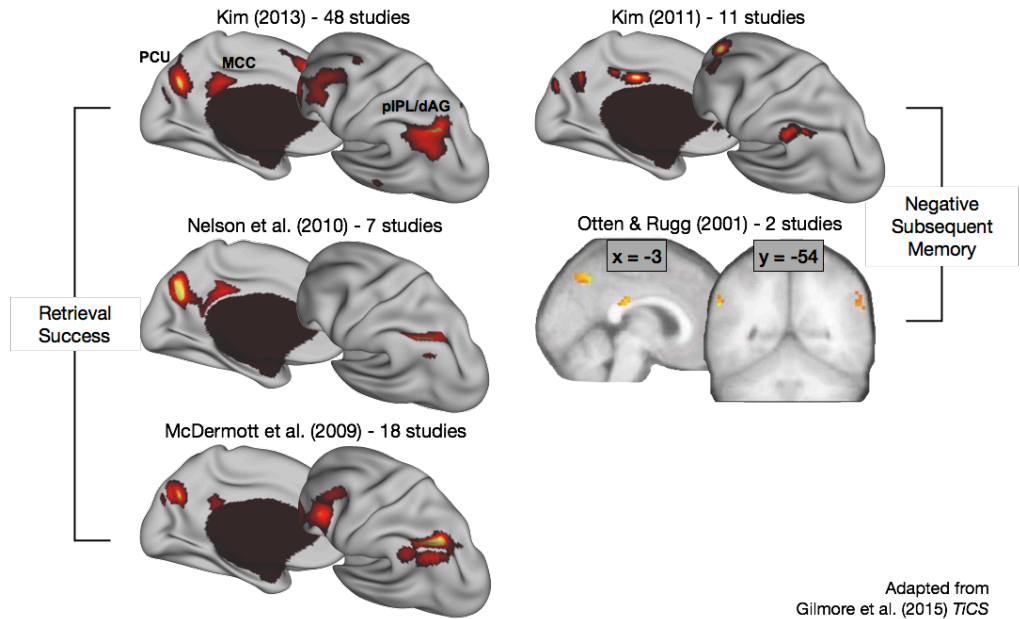 Kim (2013) - 48 studies
PCU
MCC
pIPL/dAG
Nelson et al. (2010) - 7 studies
Retrieval
Success
McDermott et al. (2009) - 18 studies
Kim (2011) - 11 studies
Negative
Subsequent
Memory
Otten & Rugg (2001) - 2 studies
x = -3
y = -54
Adapted from
Gilmore et al. (2015) TiCS